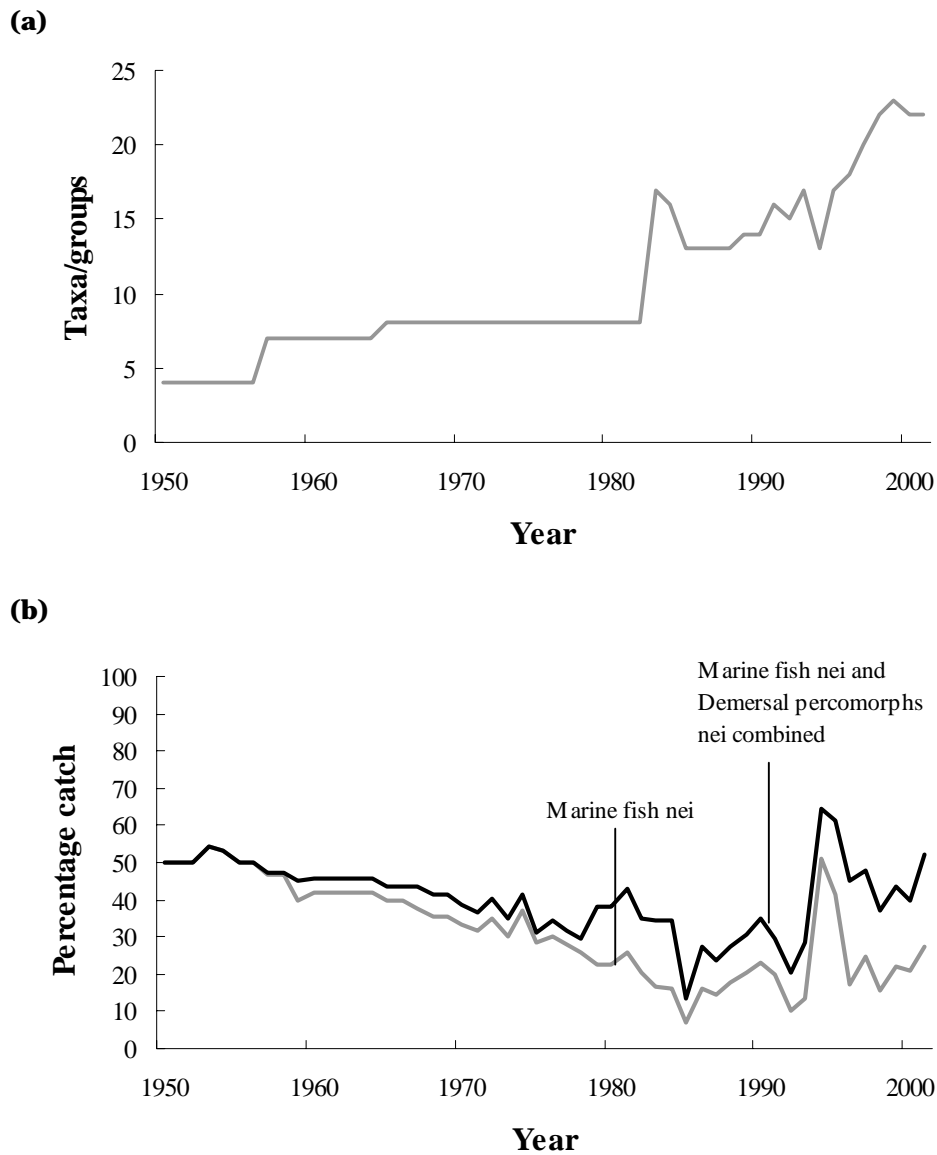 (a)
25
20
15
10
5
0
Taxa/groups
1950 1960 1970 1980 1990 2000
Year
(b)
100
90
80
70
60
50
40
30
20
10
0
Percentage catch
Marine fish nei
Marine fish nei and
Demersal percomorphs
nei combined
1950 1960 1970 1980 1990 2000
Year